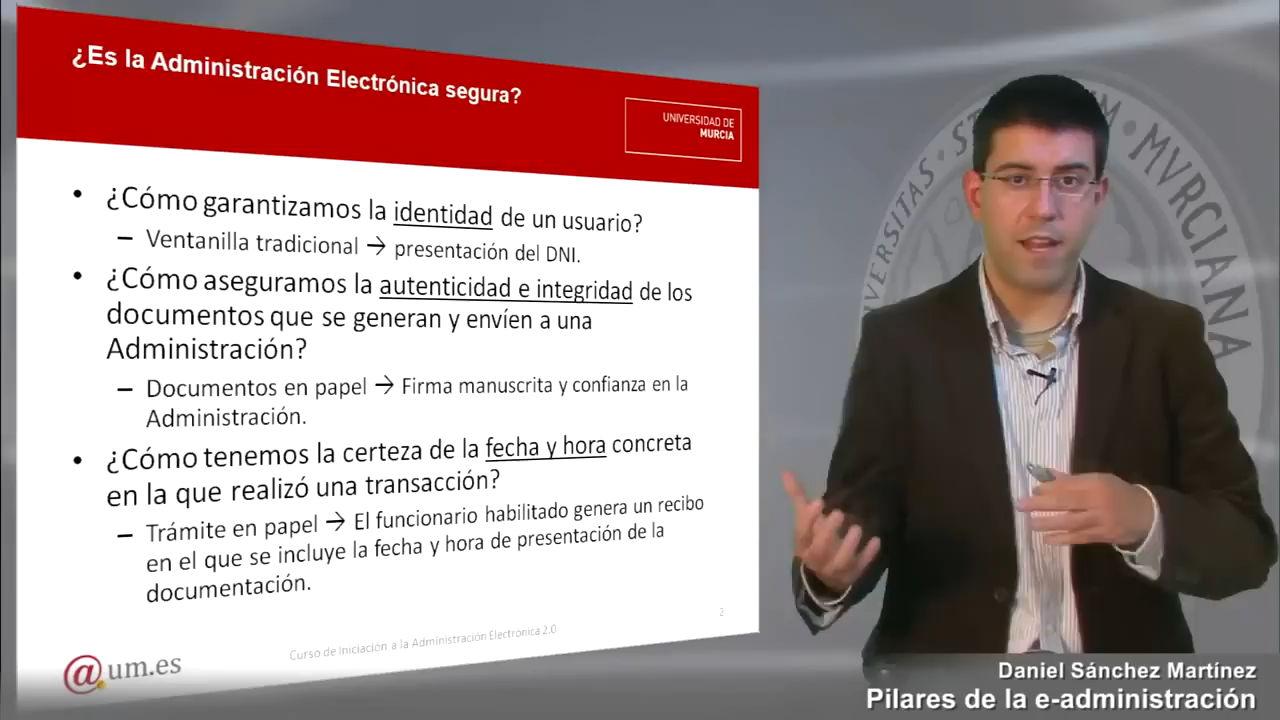 ¿Es la Administración Electrónica segura?
UNIVERSIDAD DE
MURCIA
• ¿Cómo garantizamos la identidad de un usuario?
– Ventanilla tradicional → presentación del DNI.
• ¿Cómo aseguramos la autenticidad e integridad de los
documentos que se generan y envíen a una
Administración?
– Documentos en papel → Firma manuscrita y confianza en la
Administración.
• ¿Cómo tenemos la certeza de la fecha y hora concreta
en la que realizó una transacción?
– Trámite en papel → El funcionario habilitado genera un recibo
en el que se incluye la fecha y hora de presentación de la
documentación.
2
Curso de Iniciación a la Administración Electronica 2.0
@um.es
MVRCIANA
Daniel Sánchez Martínez
Pilares de la e-administración